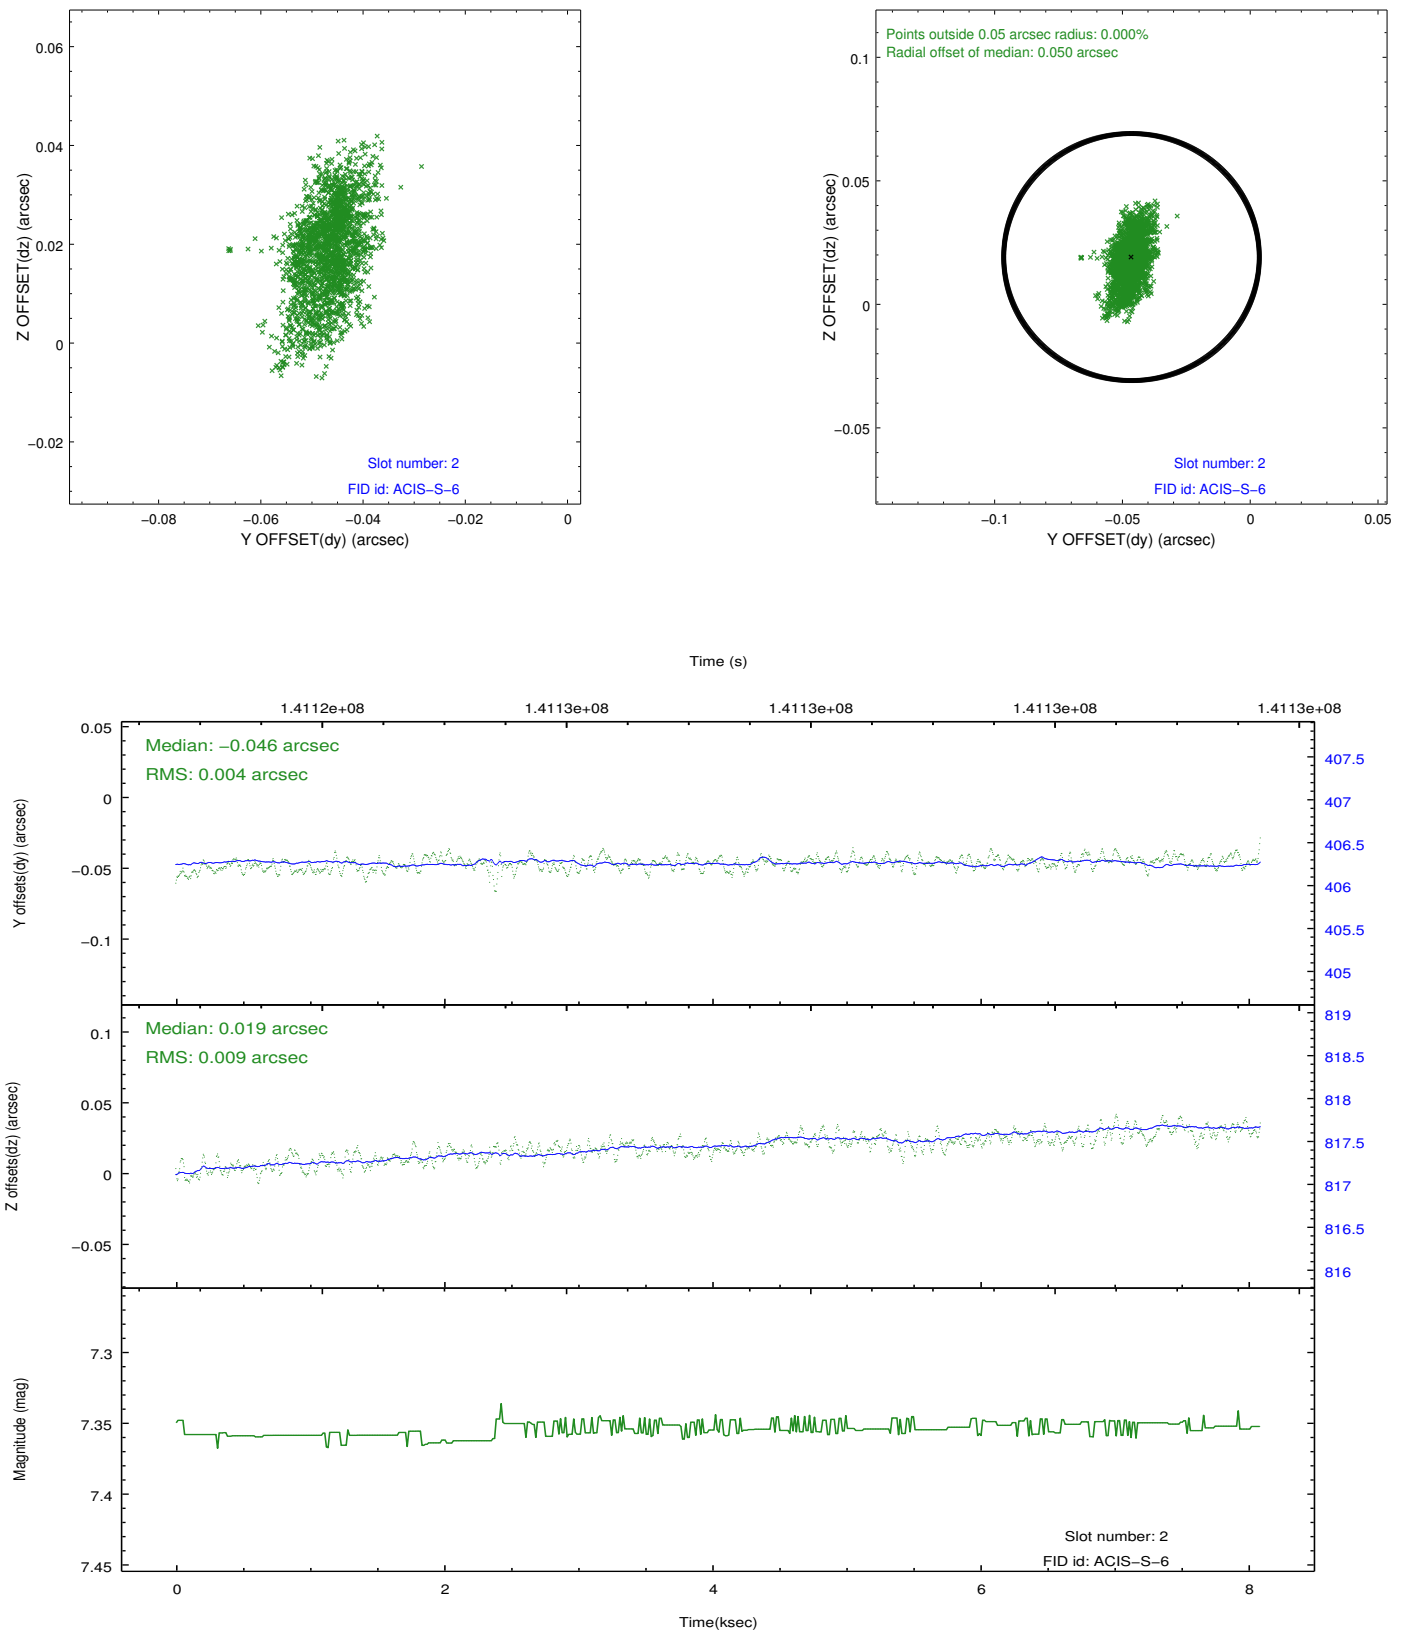 0.06
0.04
0.02
0
−0.02
Z OFFSET(dz) (arcsec)
Slot number: 2
FID id: ACIS−S−6
−0.08
−0.06
−0.04
−0.02
0
Y OFFSET(dy) (arcsec)
Points outside 0.05 arcsec radius: 0.000%
Radial offset of median: 0.050 arcsec
0.1
0.05
0
−0.05
Z OFFSET(dz) (arcsec)
Slot number: 2
FID id: ACIS−S−6
−0.1
−0.05
0
0.05
Y OFFSET(dy) (arcsec)
Time (s)
1.4112e+08
1.4113e+08
1.4113e+08
1.4113e+08
1.4113e+08
Median: −0.046 arcsec
RMS: 0.004 arcsec
0.05
0
−0.05
−0.1
Y offsets(dy) (arcsec)
407.5
407
406.5
406
405.5
405
Median: 0.019 arcsec
RMS: 0.009 arcsec
0.1
0.05
0
−0.05
Z offsets(dz) (arcsec)
819
818.5
818
817.5
817
816.5
816
7.3
7.35
7.4
7.45
Magnitude (mag)
Slot number: 2
FID id: ACIS−S−6
0
2
4
6
8
Time(ksec)